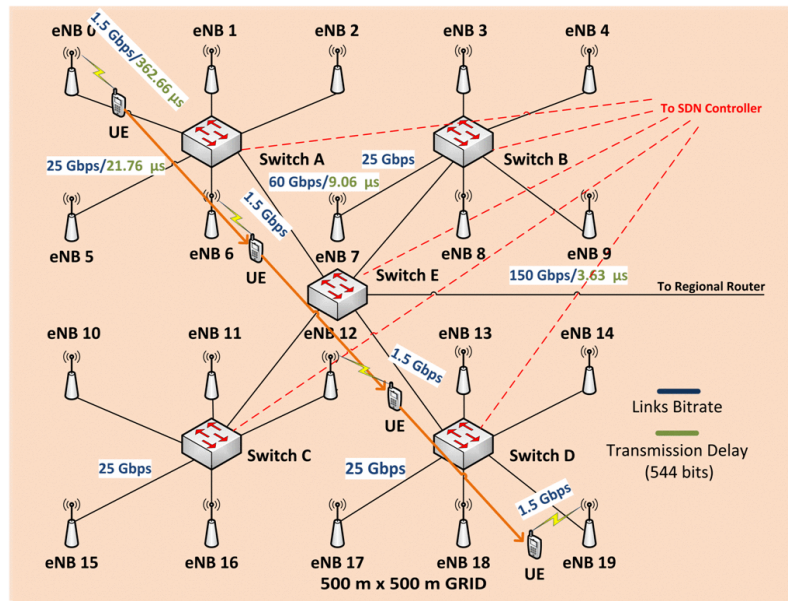 eNB 0
eNB 1
eNB 2
eNB 3
eNB 4
1.5 Gbps/362.66 µs
To SDN Controller
UE
Switch A
Switch B
25 Gbps/21.76 µs
25 Gbps
60 Gbps/9.06 µs
1.5 Gbps
eNB 5
eNB 6
eNB 7
eNB 8
eNB 9
UE
Switch E
150 Gbps/3.63 µs
To Regional Router
eNB 10
eNB 11
eNB 12
eNB 13
eNB 14
1.5 Gbps
Links Bitrate
UE
Switch C
Switch D
Transmission Delay
(544 bits)
25 Gbps
25 Gbps
1.5 Gbps
eNB 15
eNB 16
eNB 17
eNB 18
UE
eNB 19
500 m x 500 m GRID